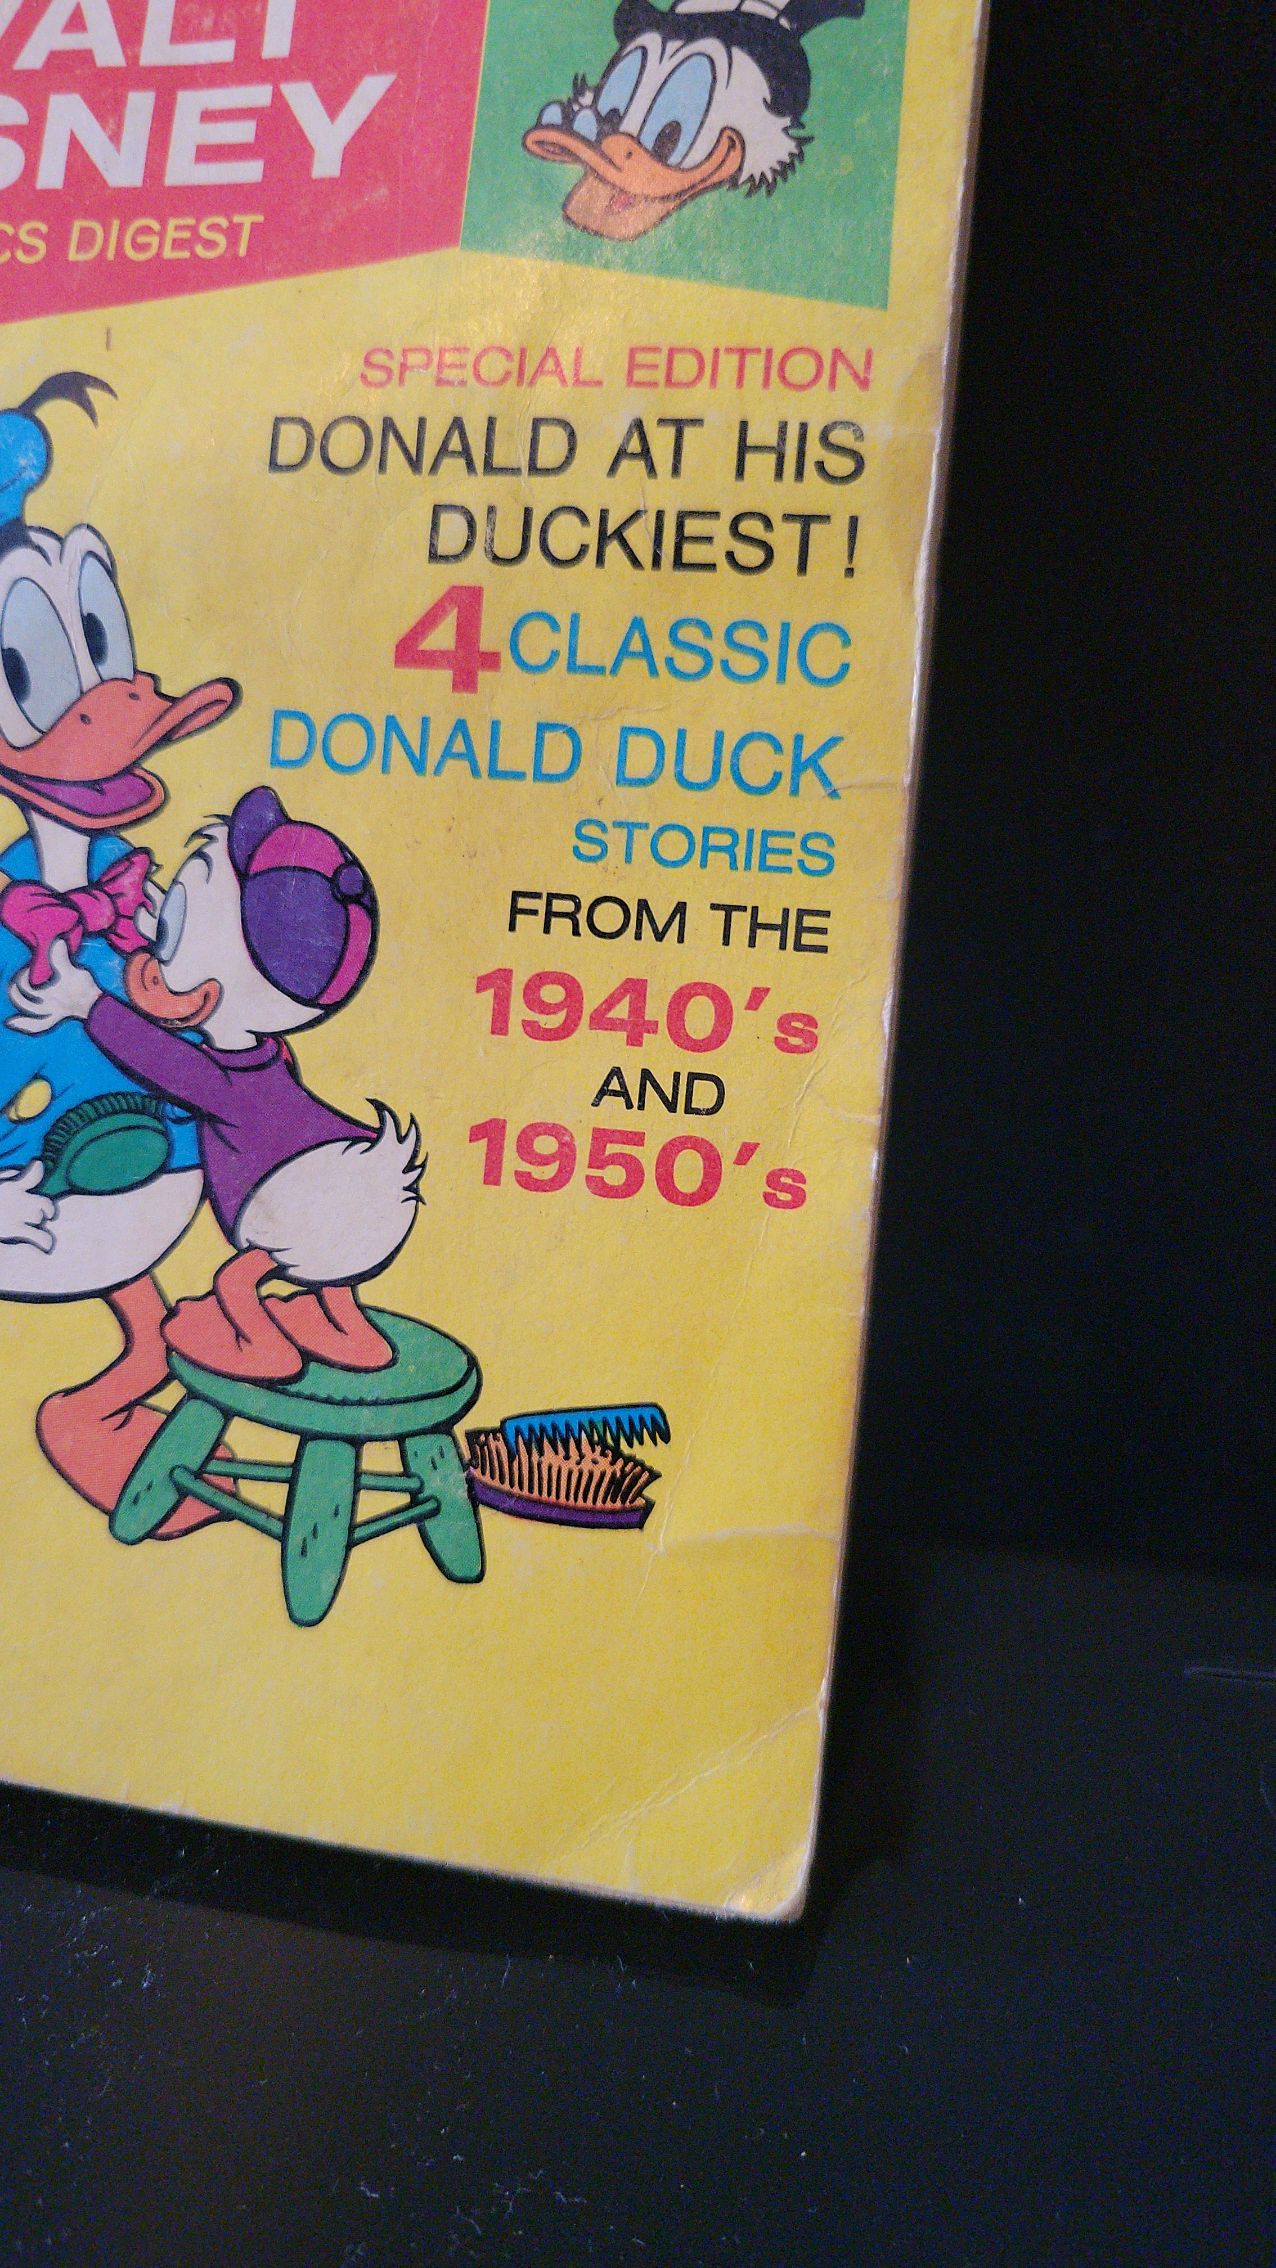 ALT
SNEY
CS DIGEST
SPECIAL EDITION
DONALD AT HIS
DUCKIEST!
4 CLASSIC
DONALD DUCK
STORIES
FROM THE
1940's
AND
1950's